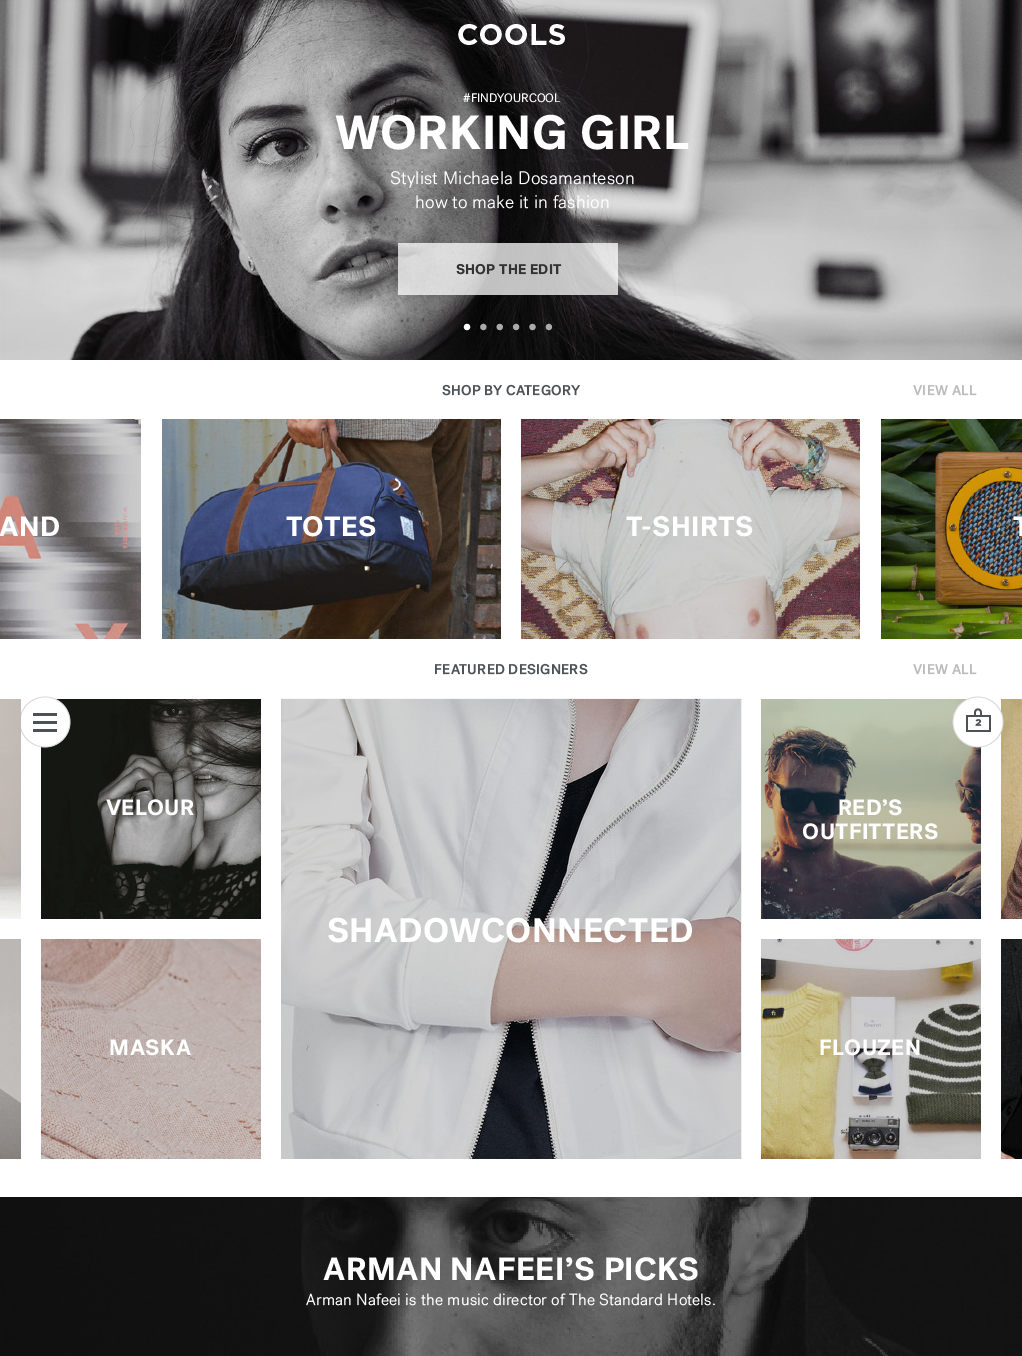 COOLS
#FINDYOURCOOL
WORKING GIRL
Stylist Michaela Dosamanteson
how to make it in fashion
SHOP THE EDIT
SHOP BY CATEGORY
VIEW ALL
AND
TOTES
T-SHIRTS
FEATURED DESIGNERS
VIEW ALL
2
VELOUR
SHADOWCONNECTED
RED’S
OUTFITTERS
MASKA
FLOUZEN
ARMAN NAFEEI’S PICKS
Arman Nafeei is the music director of The Standard Hotels.